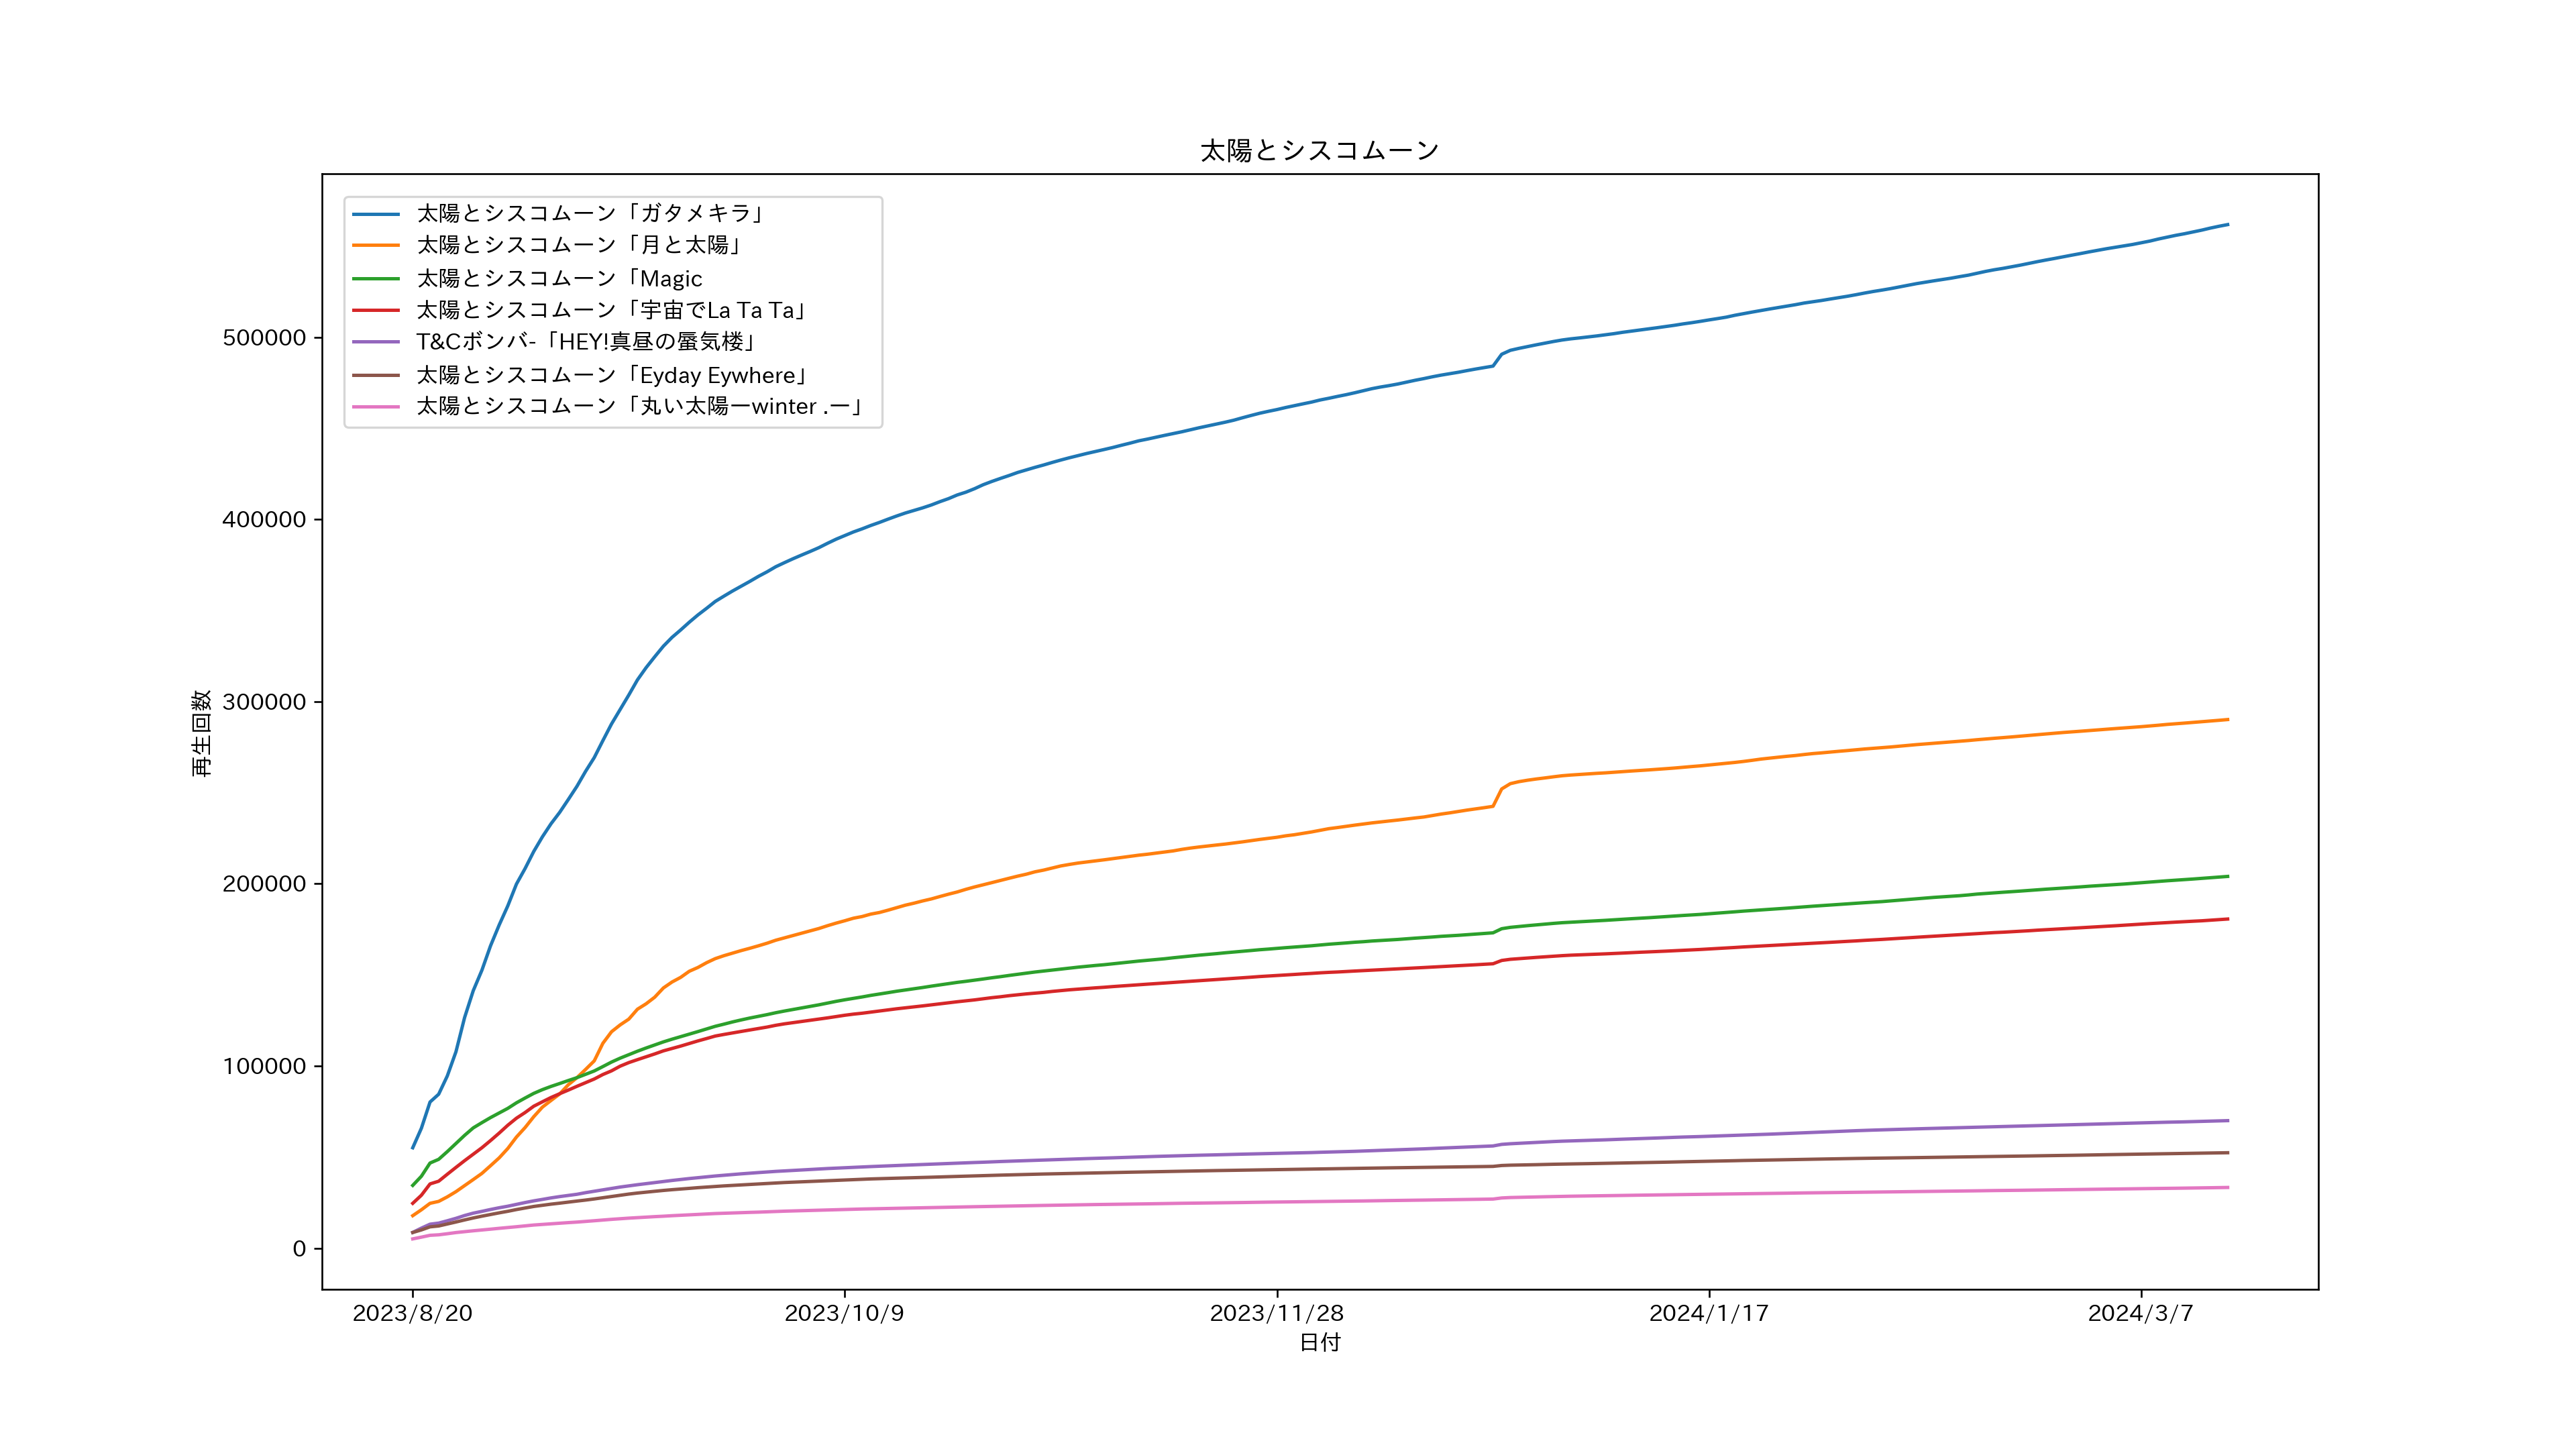 太陽とシスコムーン
太陽とシスコムーン「ガタメキラ」
太陽とシスコムーン「月と太陽」
太陽とシスコムーン「Magic
太陽とシスコムーン「宇宙でLa Ta Ta」
T&Cボンバ-「HEY!真昼の蜃気楼」
太陽とシスコムーン「Eyday Eywhere」
太陽とシスコムーン「丸い太陽ーwinter .ー」
500000
400000
300000
200000
100000
0
再生回数
2023/8/20 2023/10/9 2023/11/28 2024/1/17 2024/3/7
日付